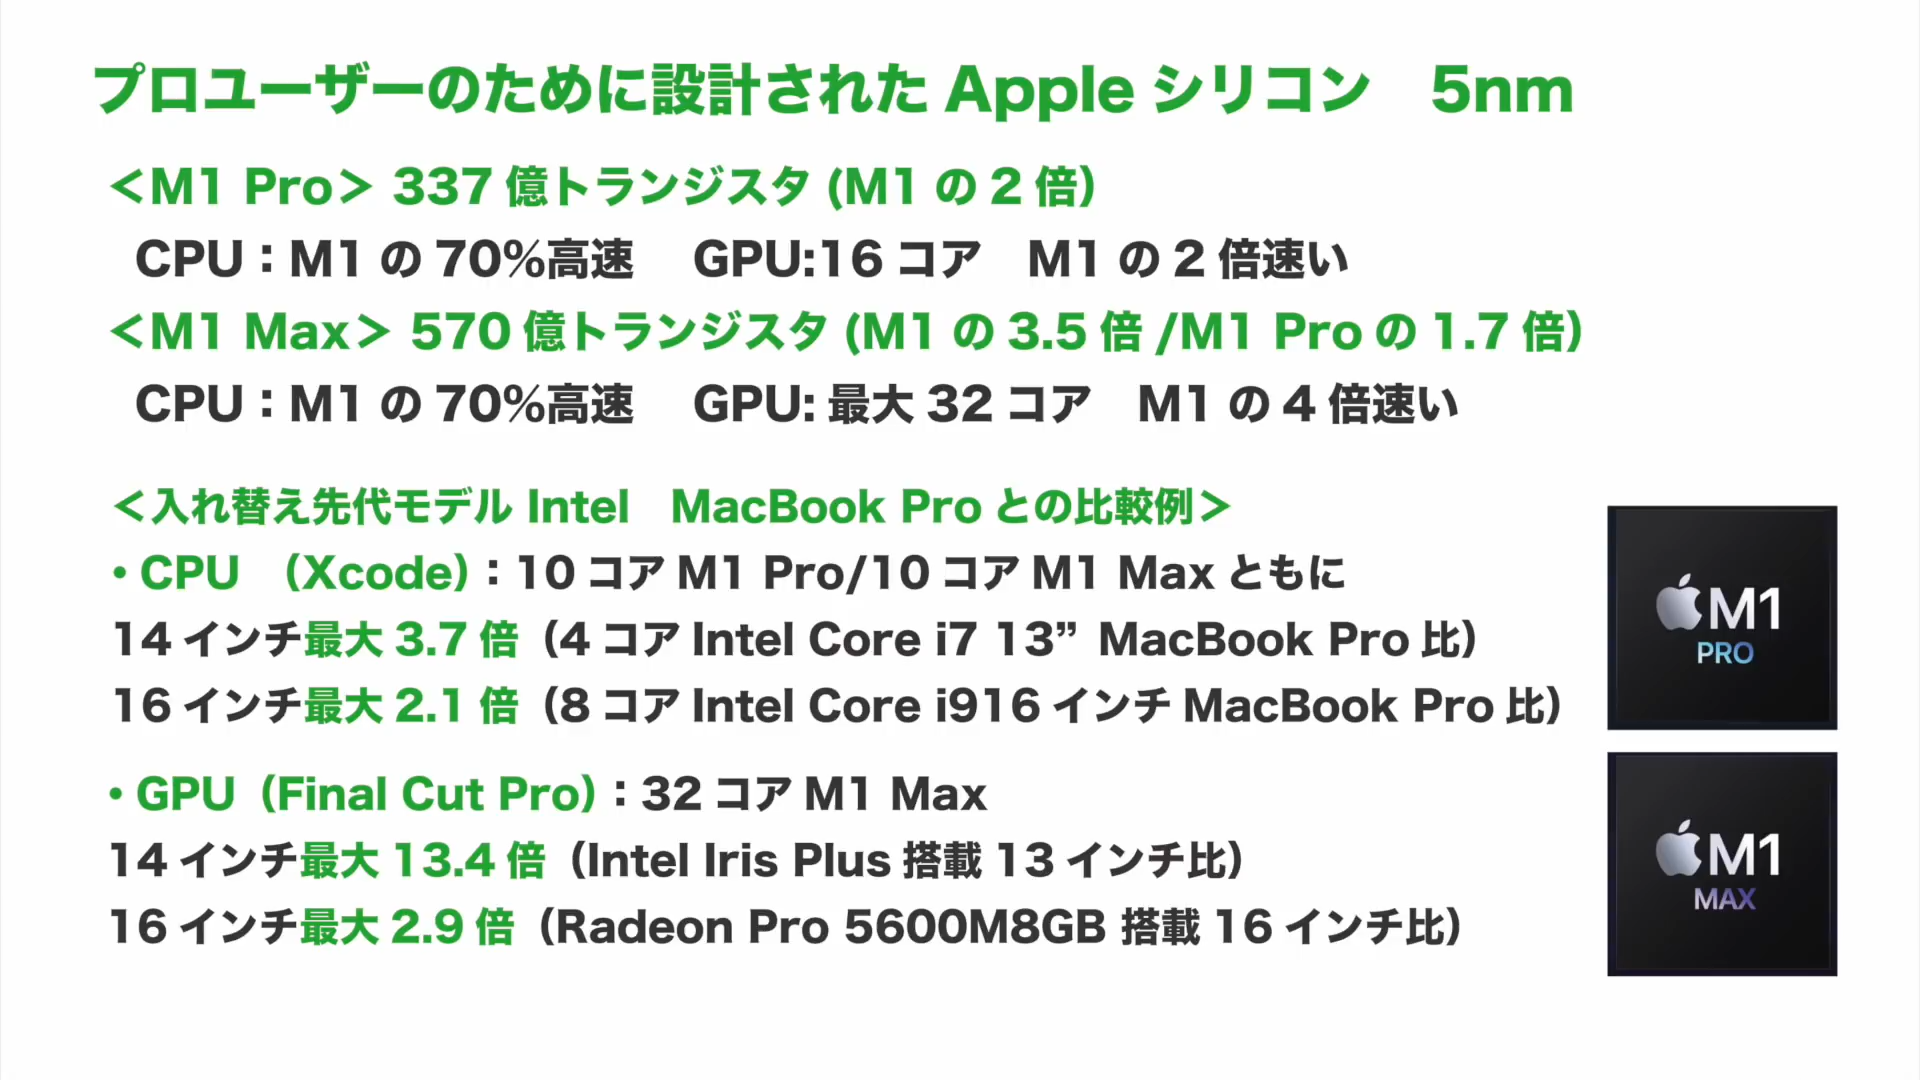 プロユーザーのために設計された Apple シリコン　5nm
＜M1 Pro＞ 337 億トランジスタ (M1 の 2 倍）
CPU：M1 の 70%高速　GPU:16 コア　M1 の 2 倍速い
＜M1 Max＞ 570 億トランジスタ (M1 の 3.5 倍 /M1 Pro の 1.7 倍）
CPU：M1 の 70%高速　GPU: 最大 32 コア　M1 の 4 倍速い
＜入れ替え先代モデル Intel　MacBook Pro との比較例＞
• CPU　（Xcode）：10 コア M1 Pro/10 コア M1 Max ともに
14 インチ最大 3.7 倍（4 コア Intel Core i7 13” MacBook Pro 比）
16 インチ最大 2.1 倍（8 コア Intel Core i916 インチ MacBook Pro 比）
• GPU（Final Cut Pro）：32 コア M1 Max
14 インチ最大 13.4 倍（Intel Iris Plus 搭載 13 インチ比）
16 インチ最大 2.9 倍（Radeon Pro 5600M8GB 搭載 16 インチ比）
M1
PRO
M1
MAX